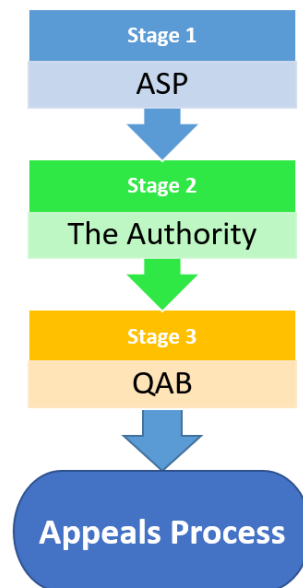 Stage 1
ASP
Stage 2
The Authority
Stage 3
QAB
Appeals Process